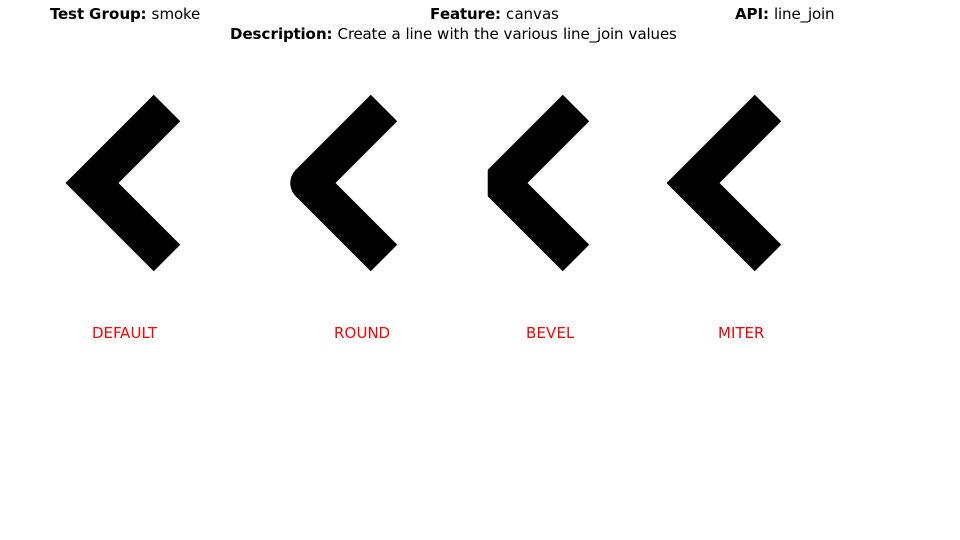 Test Group: smoke Feature: canvas API: line_join
Description: Create a line with the various line_join values
DEFAULT ROUND BEVEL MITER